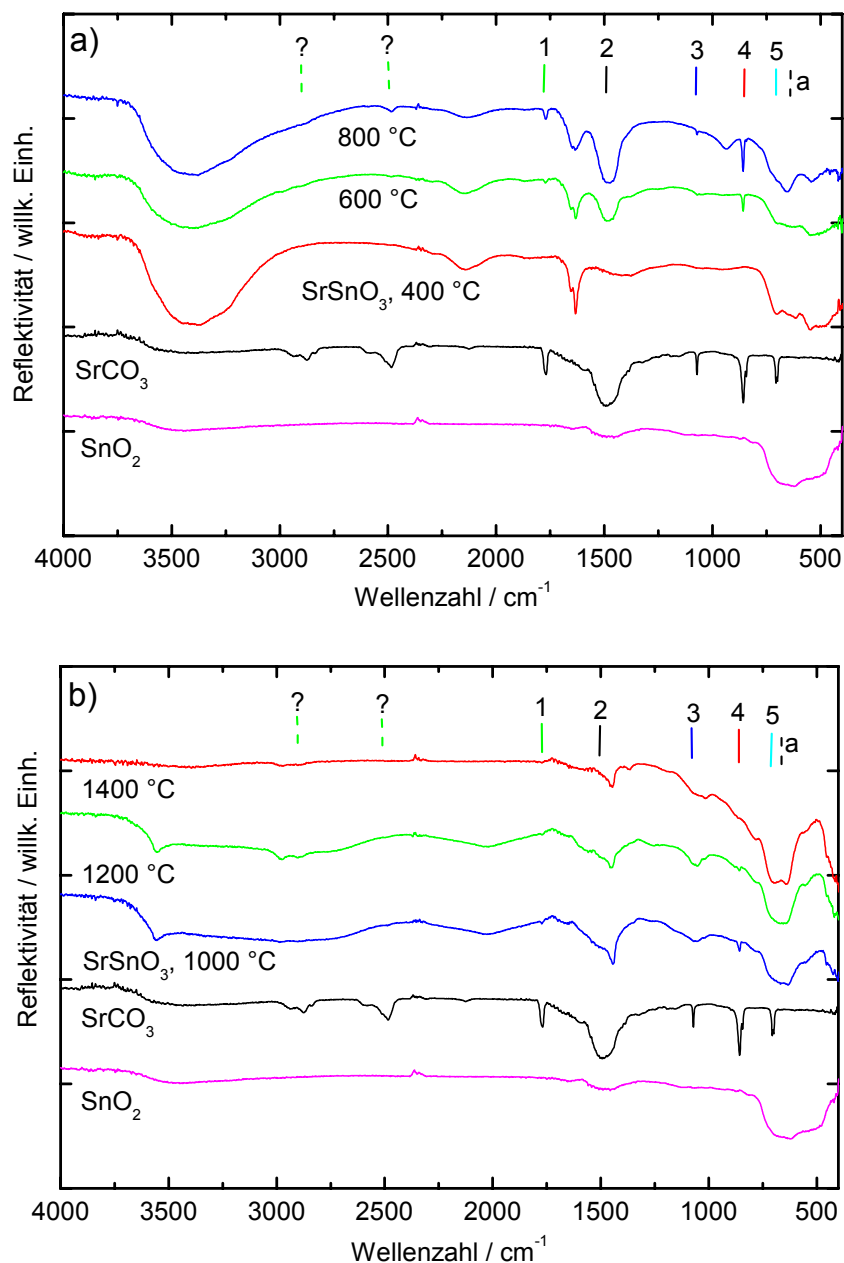 a)
? ? 1 2 3 4 5 a
800 °C
600 °C
SrSnO₃, 400 °C
SrCO₃
SnO₂
Reflektivität / willk. Einh.
4000 3500 3000 2500 2000 1500 1000 500
Wellenzahl / cm⁻¹
b)
? ? 1 2 3 4 5 a
1400 °C
1200 °C
SrSnO₃, 1000 °C
SrCO₃
SnO₂
Reflektivität / willk. Einh.
4000 3500 3000 2500 2000 1500 1000 500
Wellenzahl / cm⁻¹